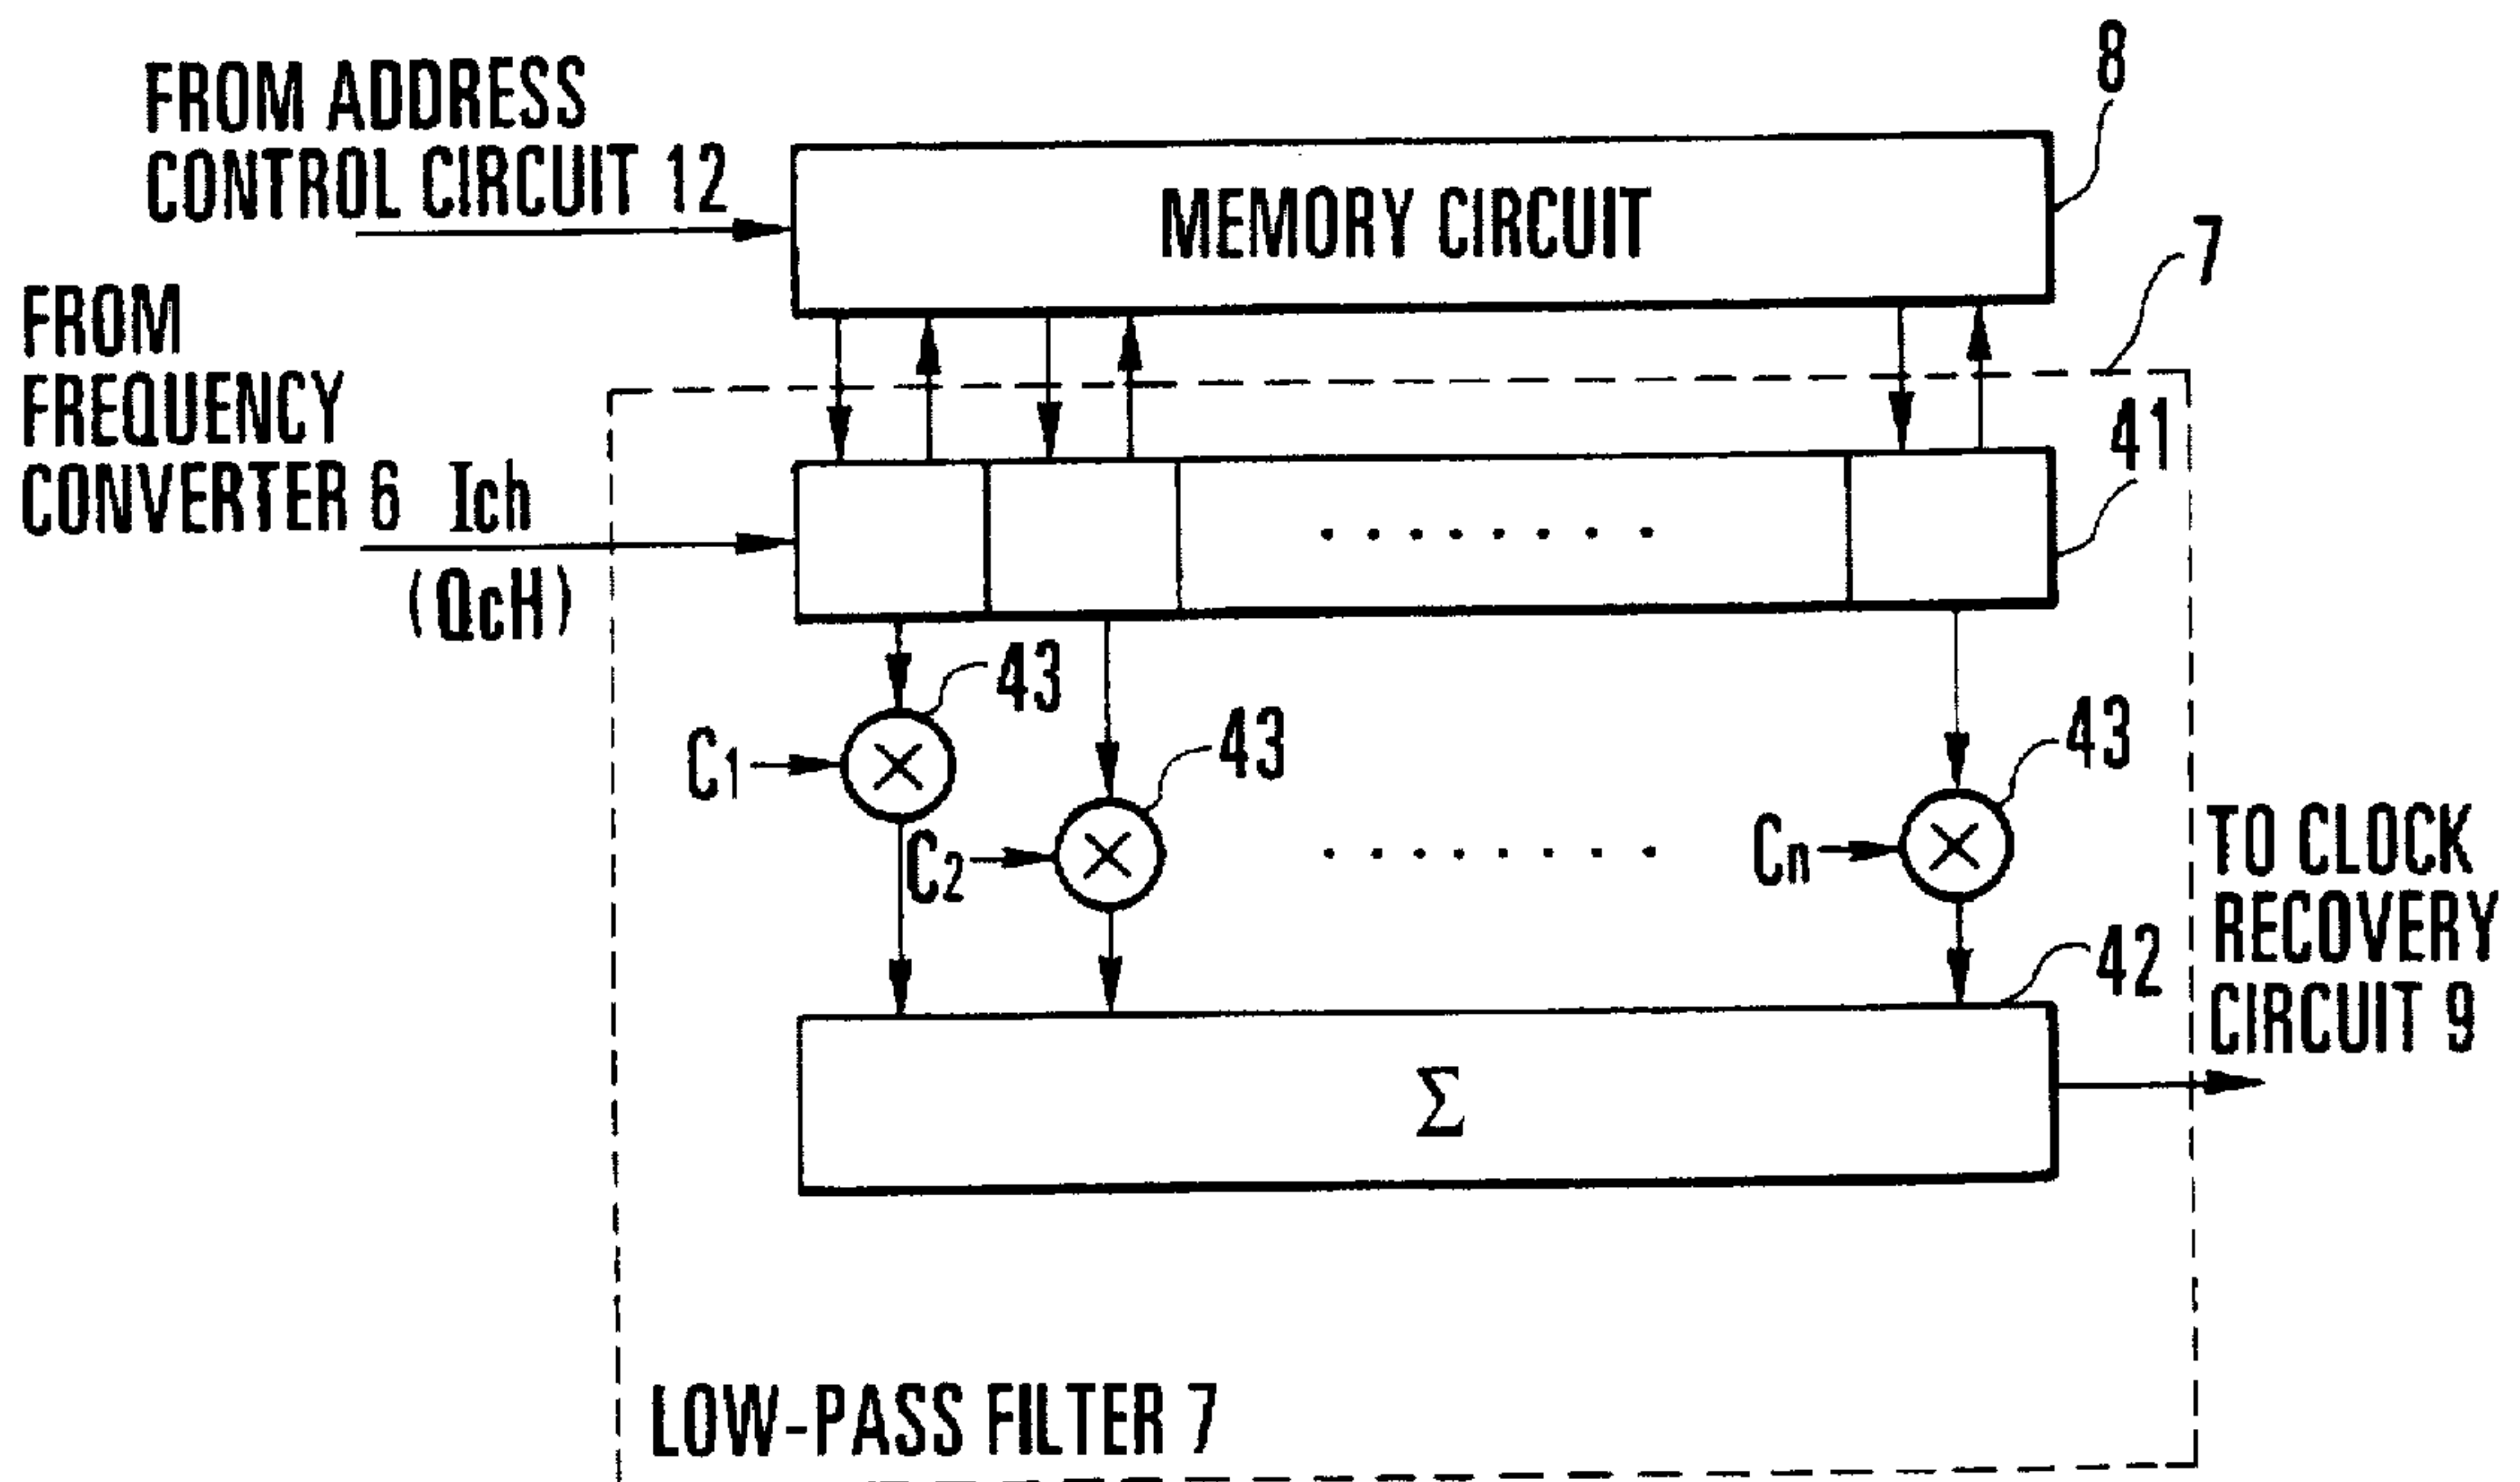 FROM ADDRESS
CONTROL CIRCUIT 12
8
MEMORY CIRCUIT
7
FROM
FREQUENCY
CONVERTER 6 Ich
(QcH)
41
43
43
43
C1
C2
Cn
TO CLOCK
RECOVERY
CIRCUIT 9
42
Σ
LOW-PASS FILTER 7